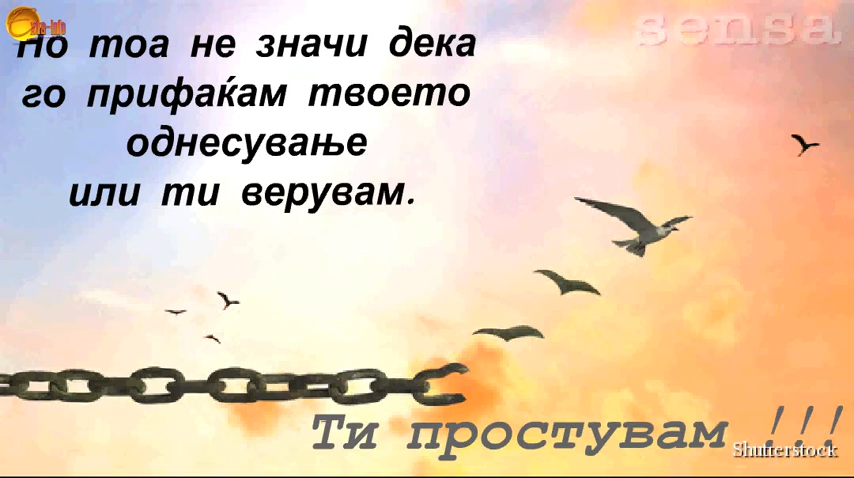 sensa
Но тоа не значи дека
го прифаќам твоето
однесување
или ти верувам.
Ти простувам !!!
Shutterstock